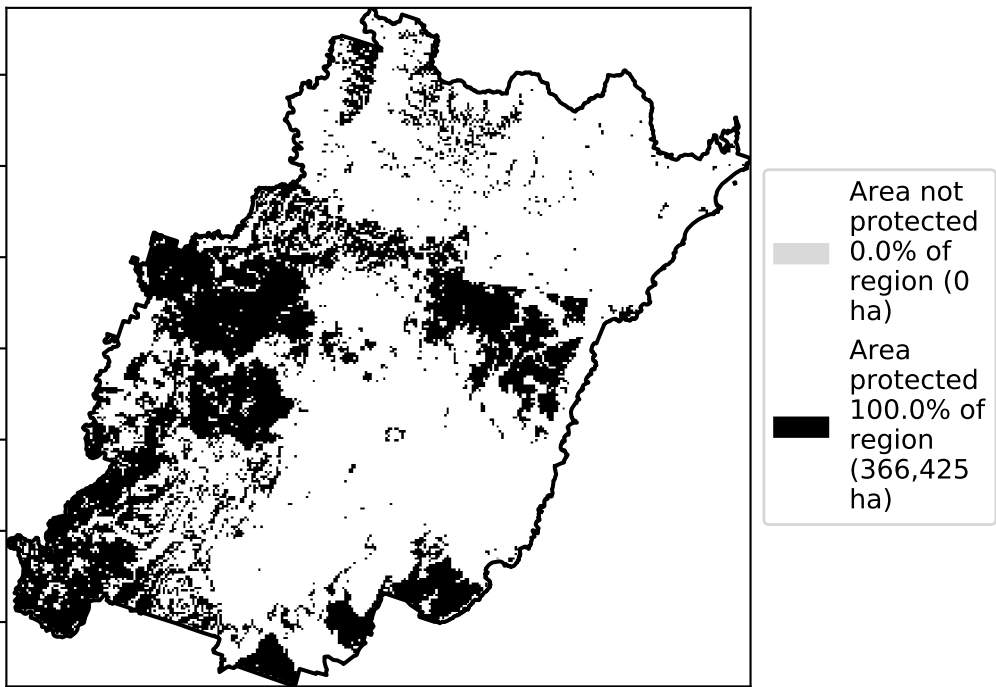 Area not
protected
0.0% of
region (0
ha)
Area
protected
100.0% of
region
(366,425
ha)